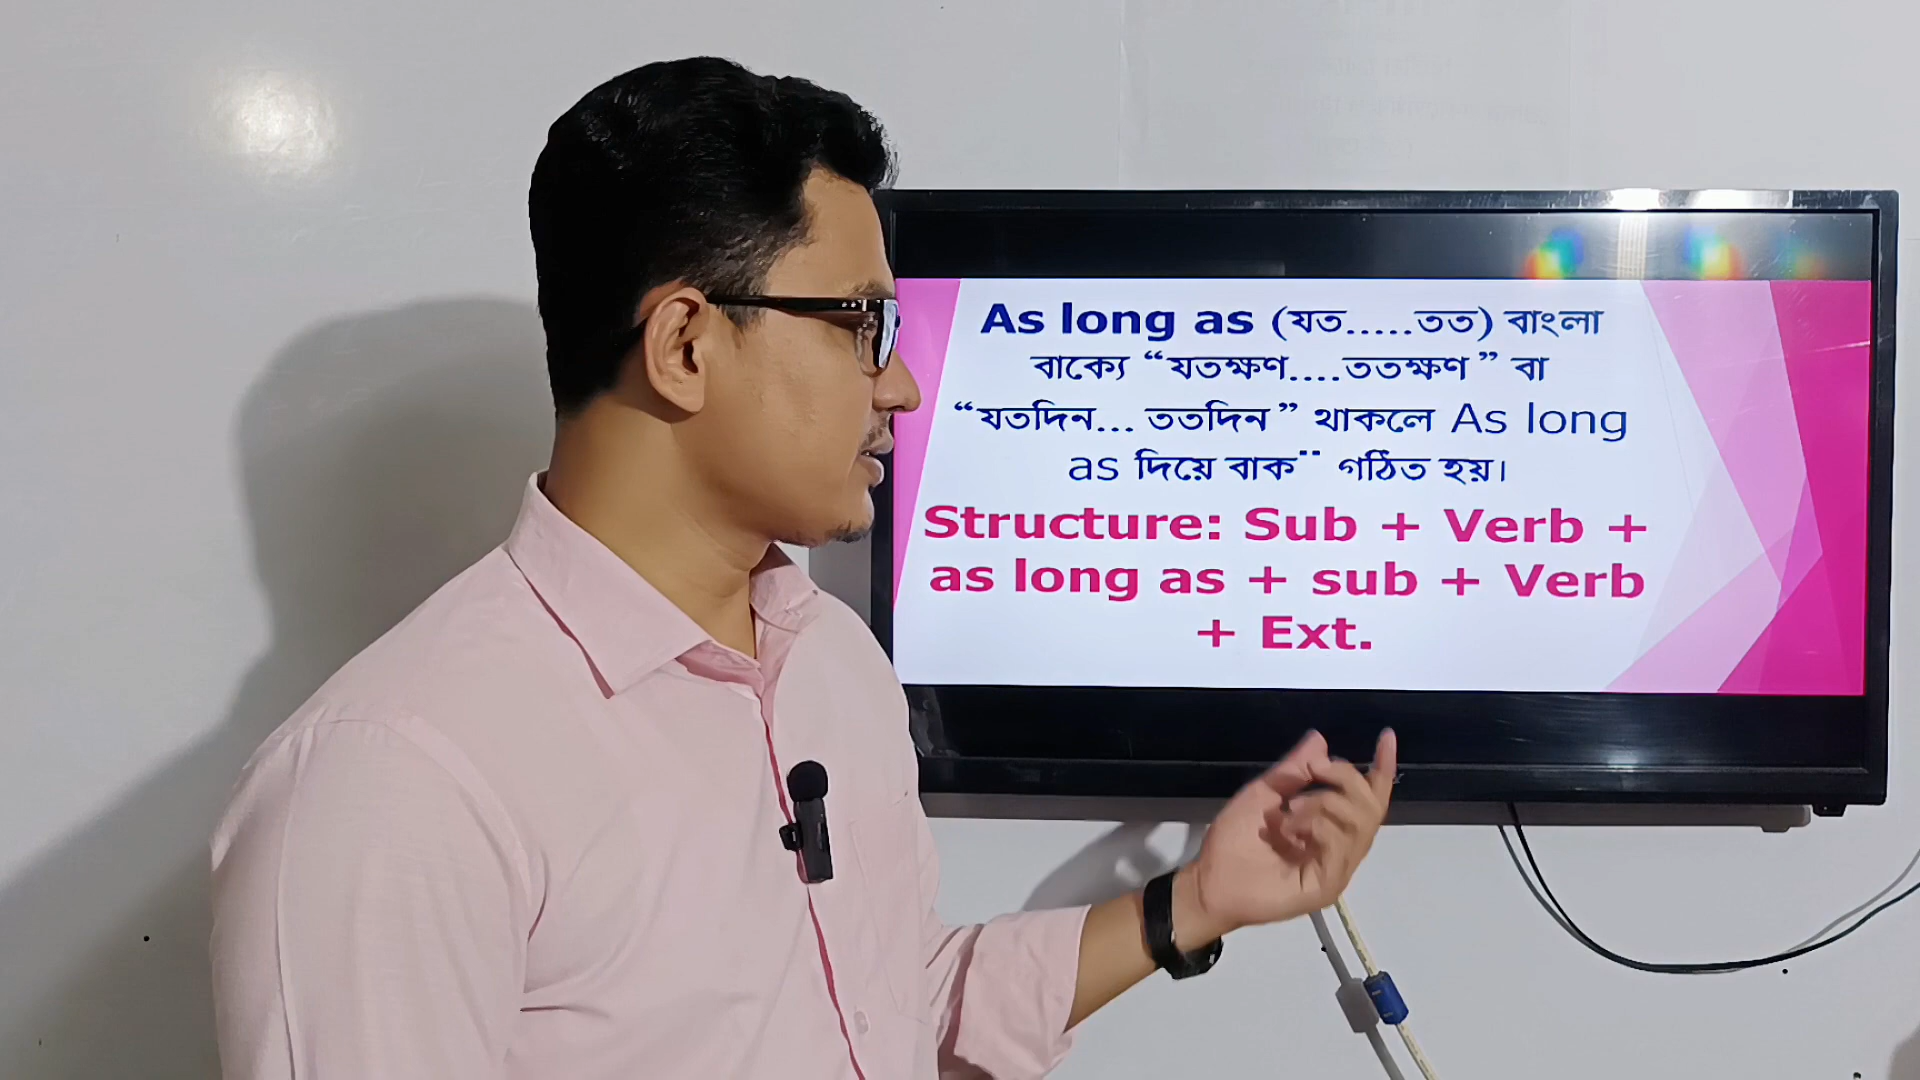 As long as (যত.....তত) বাংলা
বাক্যে “যতক্ষণ....ততক্ষণ” বা
“যতদিন... ততদিন” থাকলে As long
as দিয়ে বাক¨ গঠিত হয়।
Structure: Sub + Verb +
as long as + sub + Verb
+ Ext.